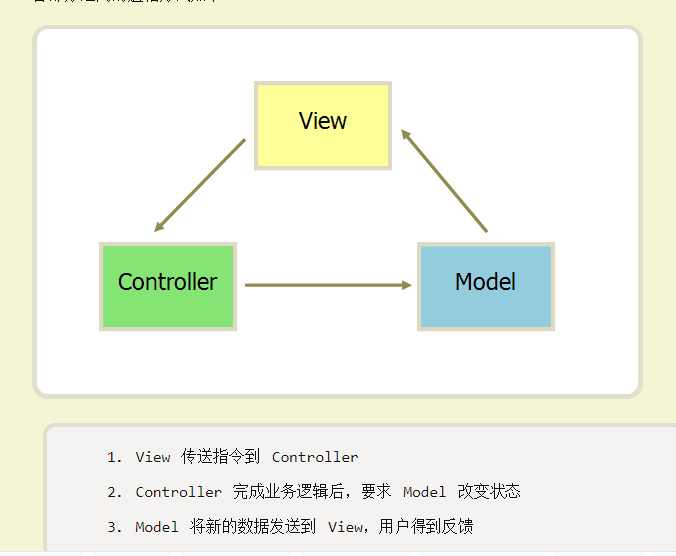 View
Controller
Model
1. View 传送指令到 Controller
2. Controller 完成业务逻辑后，要求 Model 改变状态
3. Model 将新的数据发送到 View，用户得到反馈